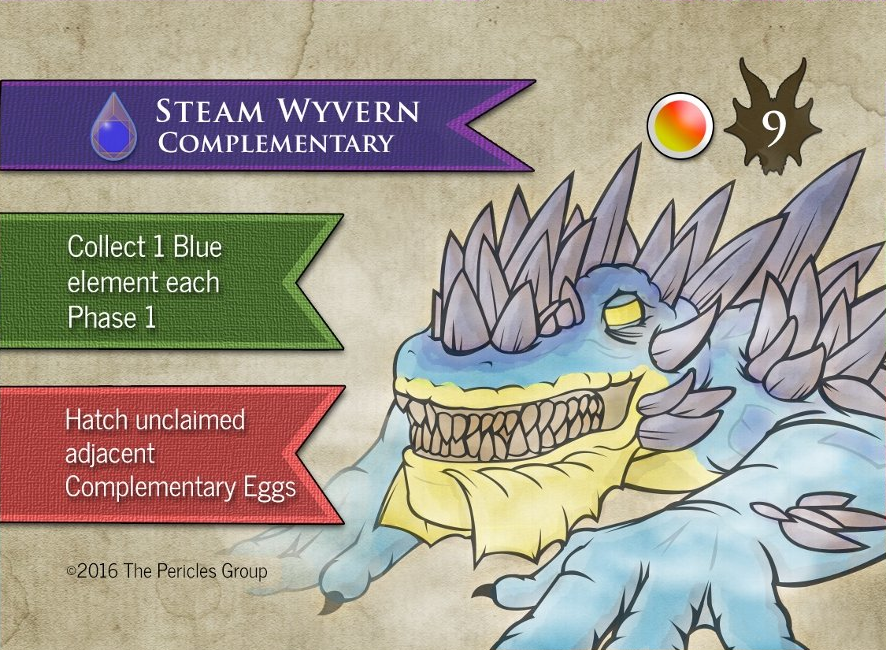 STEAM WYVERN
COMPLEMENTARY
9
Collect 1 Blue
element each
Phase 1
Hatch unclaimed
adjacent
Complementary Eggs
©2016 The Pericles Group